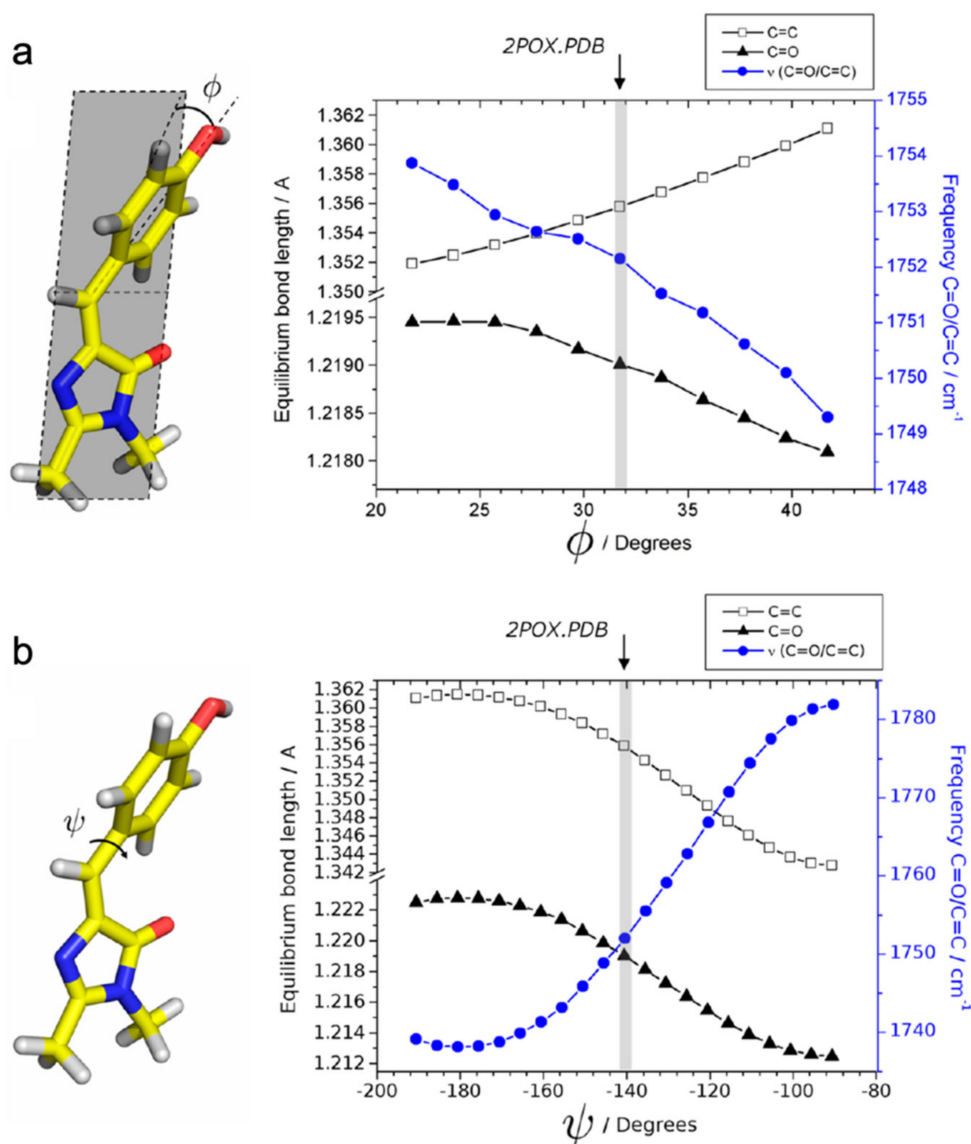 a
ϕ
2POX.PDB
C=C
C=O
ν (C=O/C=C)
Equilibrium bond length / A
1.362
1.360
1.358
1.356
1.354
1.352
1.350
1.2195
1.2190
1.2185
1.2180
20 25 30 35 40
ϕ / Degrees
1755
1754
1753
1752
1751
1750
1749
1748
Frequency C=O/C=C / cm⁻¹
b
ψ
2POX.PDB
C=C
C=O
ν (C=O/C=C)
Equilibrium bond length / A
1.362
1.360
1.358
1.356
1.354
1.352
1.350
1.348
1.346
1.344
1.342
1.222
1.220
1.218
1.216
1.214
1.212
-200 -180 -160 -140 -120 -100 -80
ψ / Degrees
1780
1770
1760
1750
1740
Frequency C=O/C=C / cm⁻¹